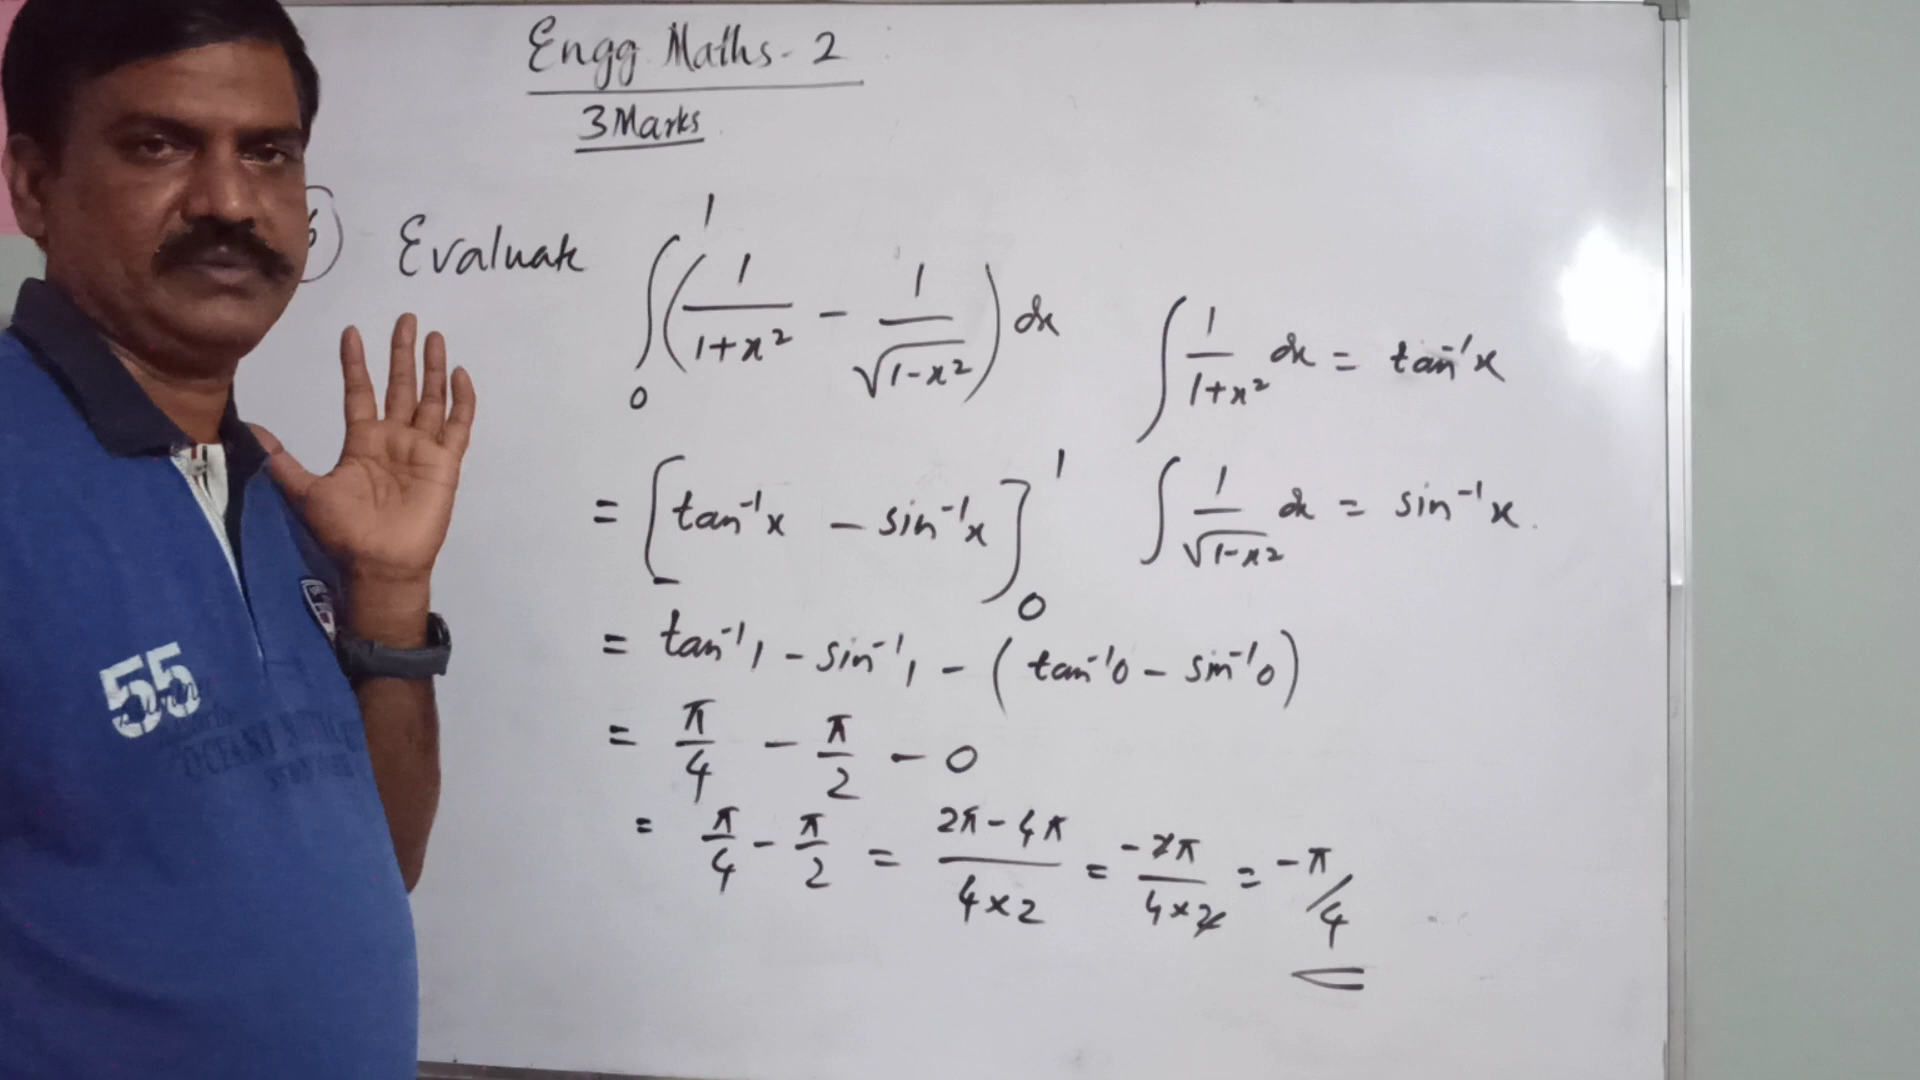 Engg Maths - 2
3 Marks
Evaluate ∫₀¹ (1/(1+x²) − 1/√(1−x²)) dx
∫ 1/(1+x²) dx = tan⁻¹x
= [tan⁻¹x − sin⁻¹x]₀¹
∫ 1/√(1−x²) dx = sin⁻¹x.
= tan⁻¹1 − sin⁻¹1 − (tan⁻¹0 − sin⁻¹0)
= π/4 − π/2 − 0
= π/4 − π/2 = (2π − 4π)/(4×2) = −2π/(4×2) = −π/4
55